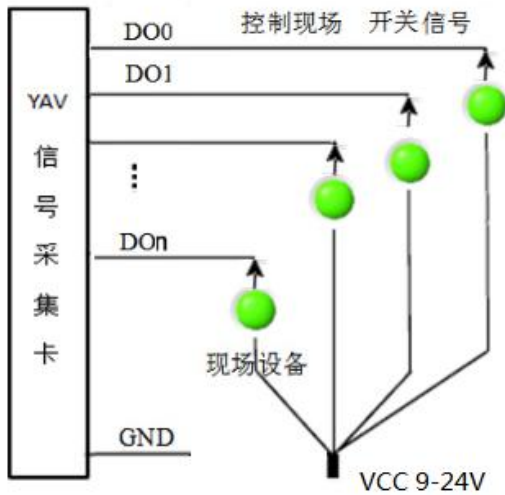 DO0
控制现场 开关信号
DO1
YAV
信号采集卡
⋮
DOn
现场设备
GND
VCC 9-24V